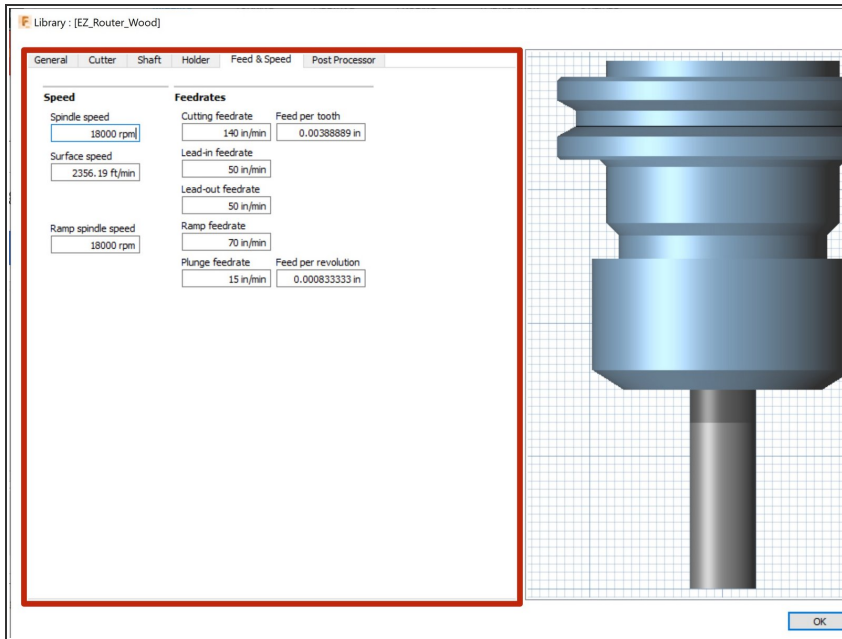 Library : [EZ_Router_Wood]
General Cutter Shaft Holder Feed & Speed Post Processor
Speed
Spindle speed
18000 rpm
Surface speed
2356.19 ft/min
Ramp spindle speed
18000 rpm
Feedrates
Cutting feedrate Feed per tooth
140 in/min 0.00388889 in
Lead-in feedrate
50 in/min
Lead-out feedrate
50 in/min
Ramp feedrate
70 in/min
Plunge feedrate Feed per revolution
15 in/min 0.000833333 in
OK